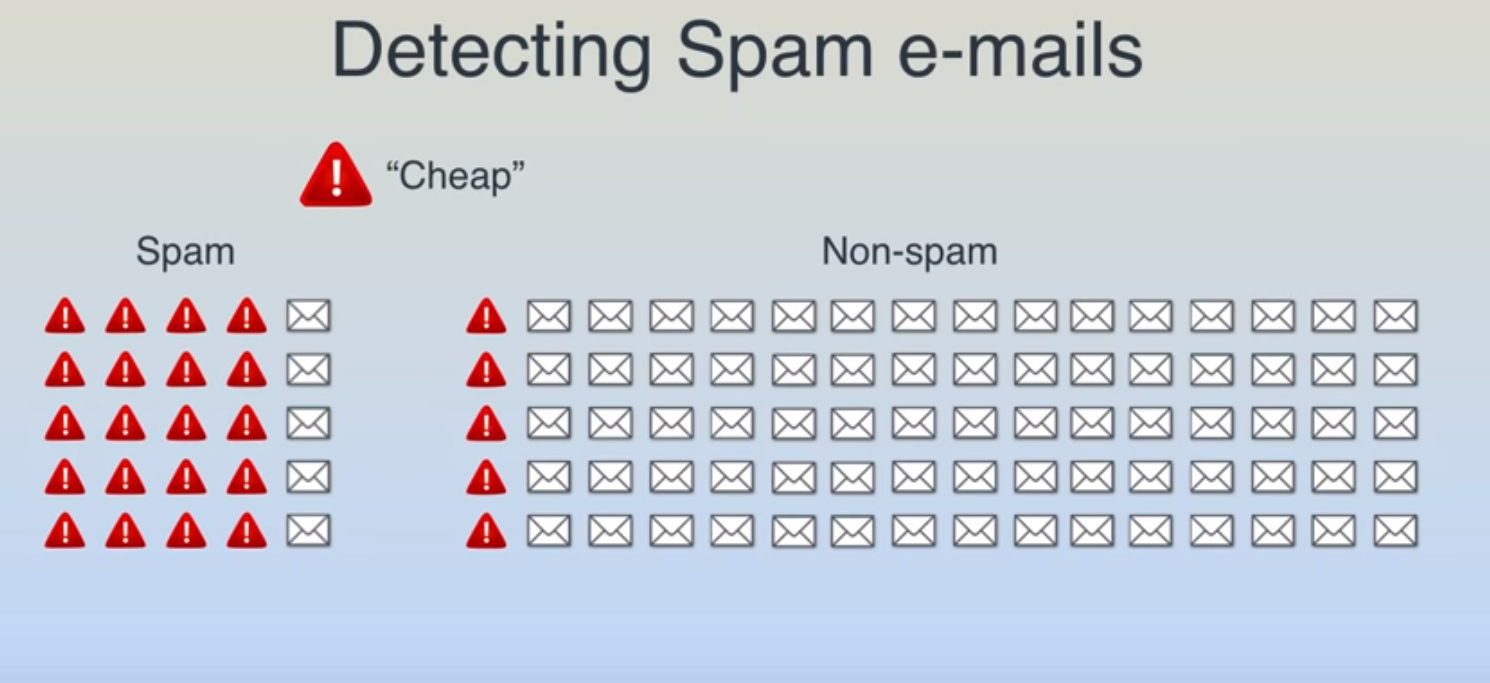 Detecting Spam e-mails
“Cheap”
Spam
Non-spam